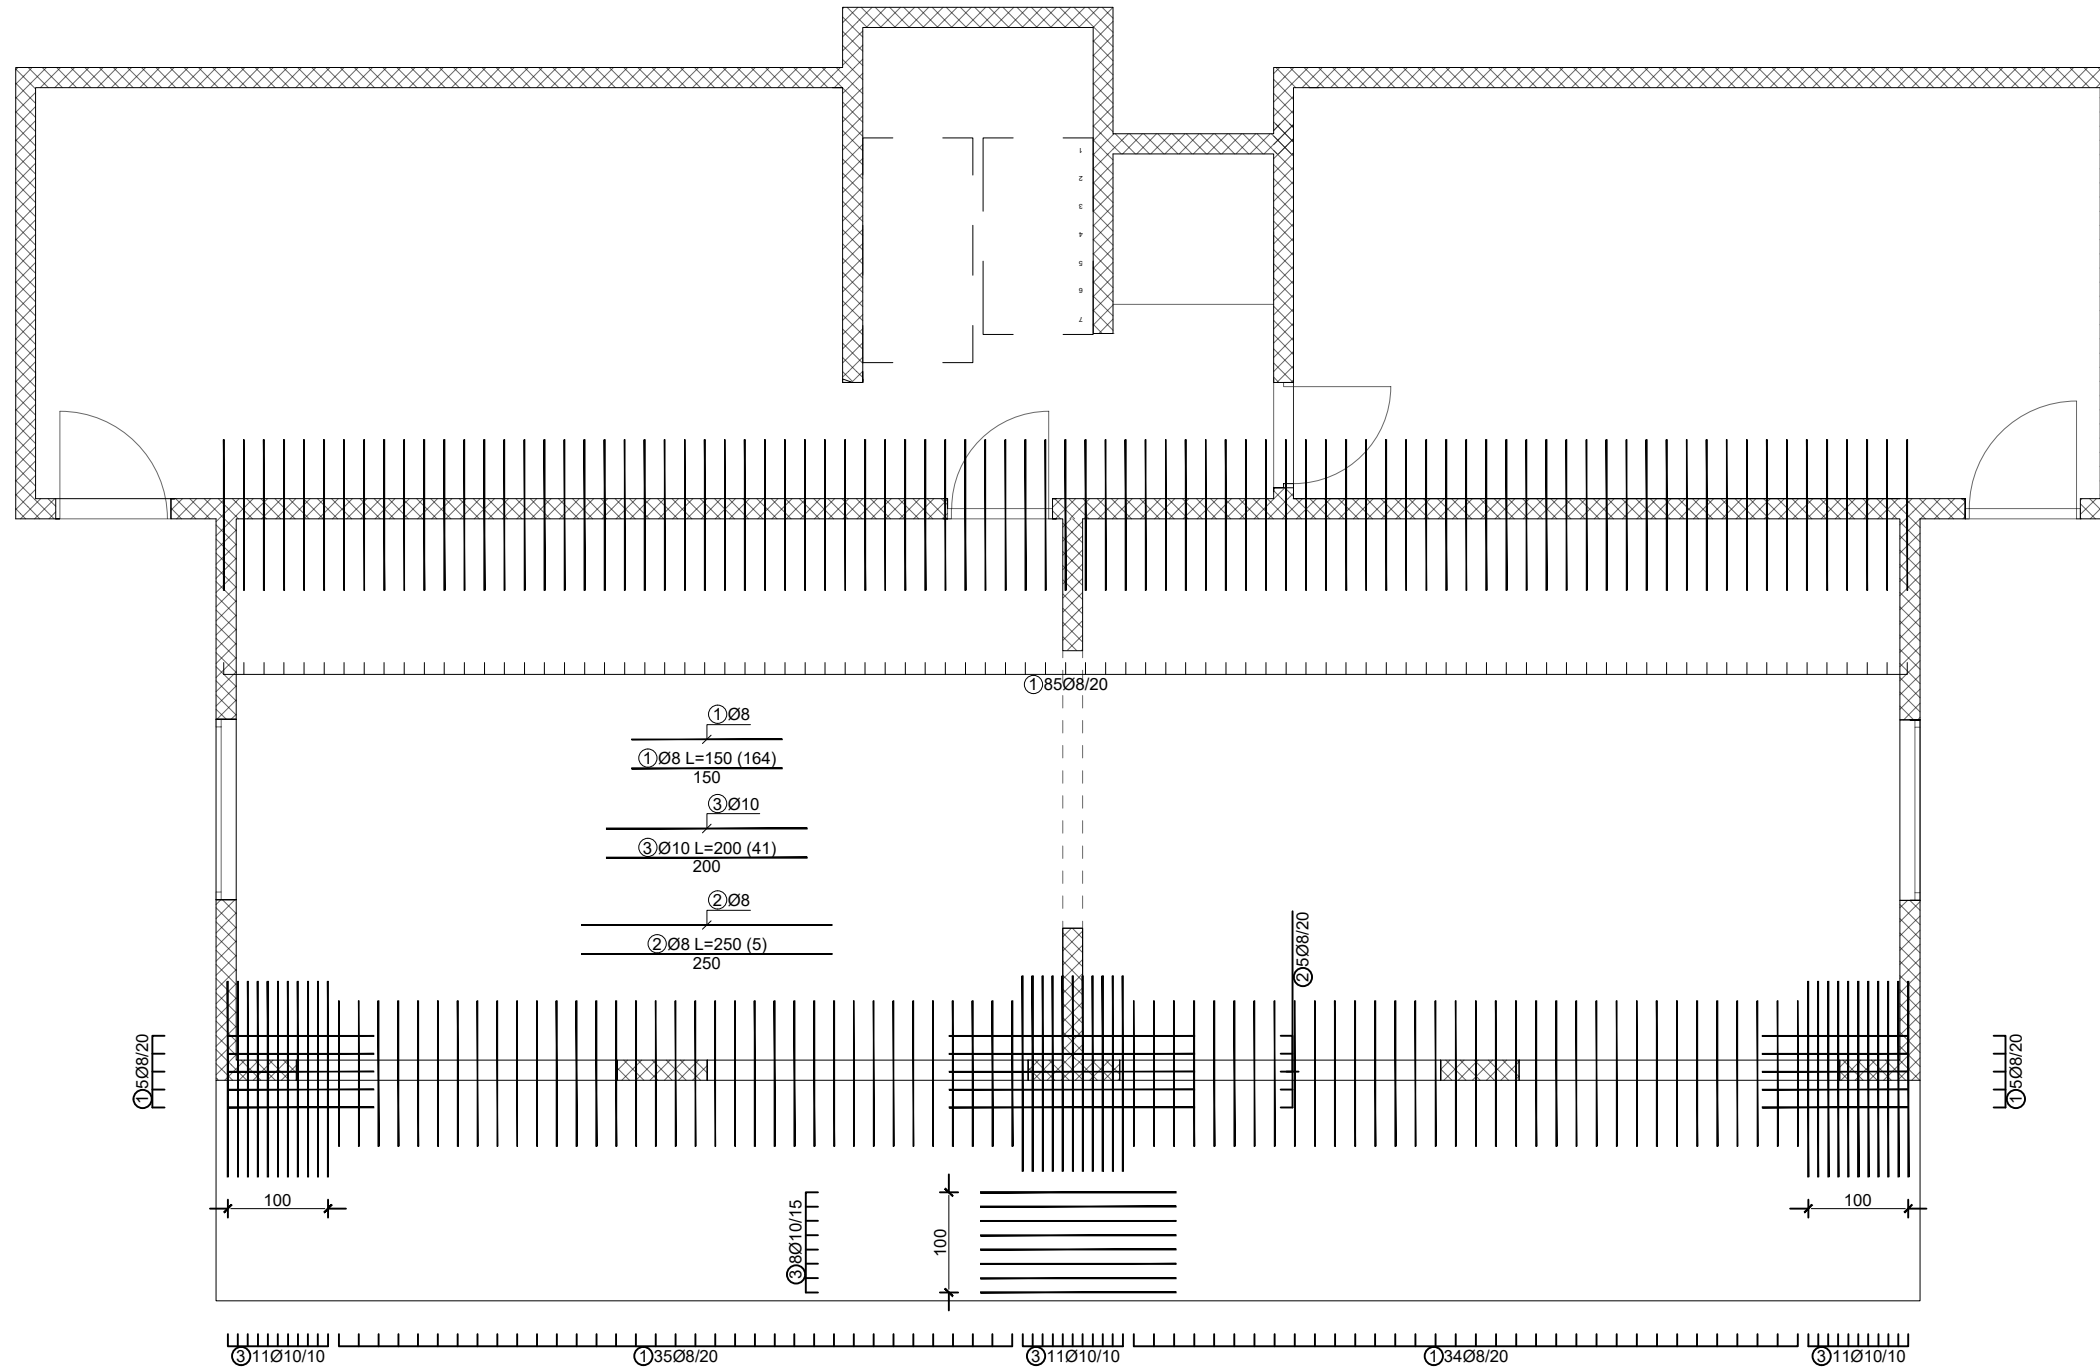 1
2
3
4
5
6
7
①85Ø8/20
①Ø8
①Ø8 L=150 (164)
150
③Ø10
③Ø10 L=200 (41)
200
②Ø8
②Ø8 L=250 (5)
250
②5Ø8/20
①5Ø8/20
①5Ø8/20
100
③8Ø10/15
100
100
③11Ø10/10
①35Ø8/20
③11Ø10/10
①34Ø8/20
③11Ø10/10